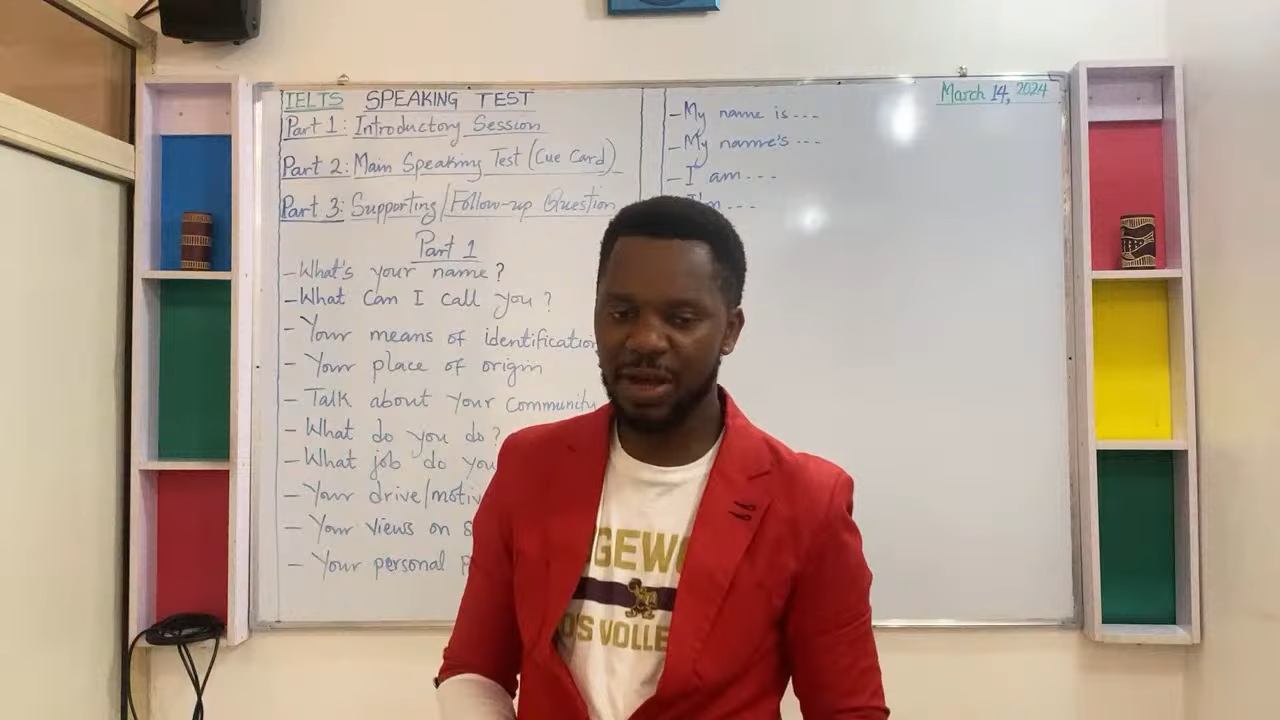 IELTS SPEAKING TEST
Part 1: Introductory Session
Part 2: Main Speaking Test (Cue Card)
Part 3: Supporting/Follow-up Question
Part 1
- What's your name?
- What can I call you?
- Your means of identification
- Your place of origin
- Talk about your community
- What do you do?
- What job do you
- Your drive/
- Your views on
- Your personal
- My name is ---
- My name's ---
- I am ---
- I'm ---
March 14, 2024